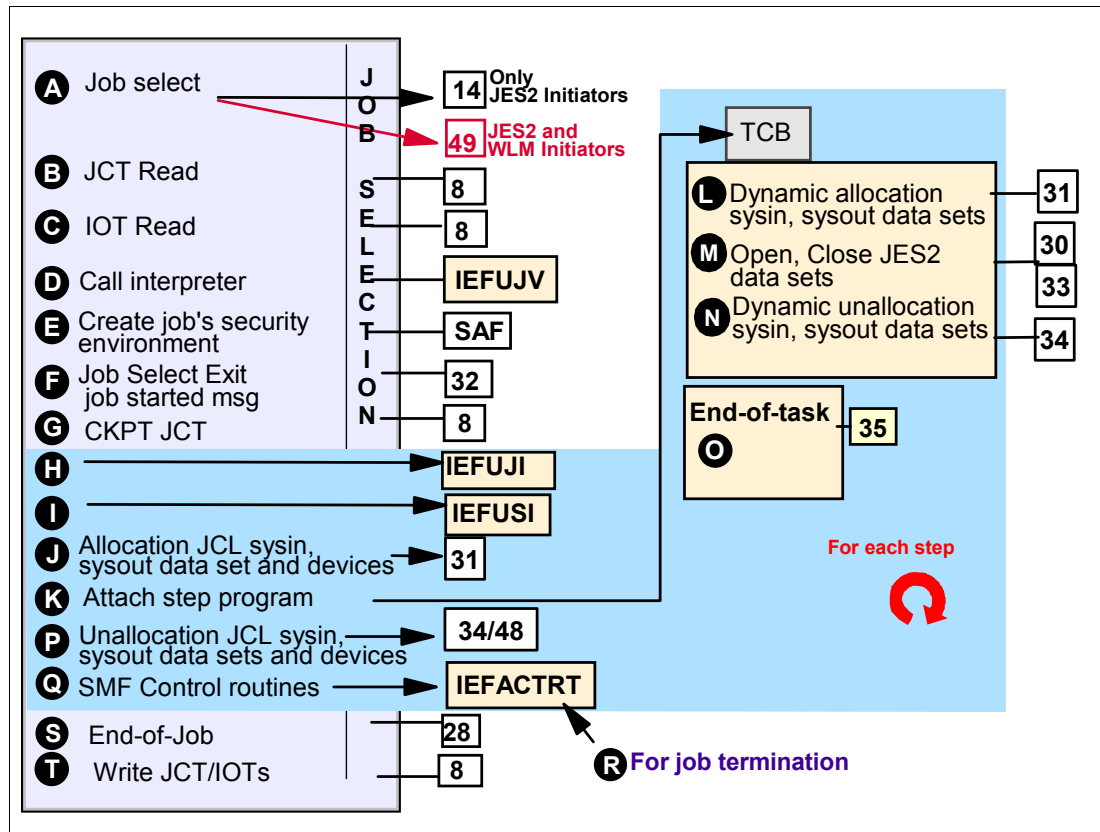 A Job select
JOB SELECTION
14 Only
JES2 Initiators
49 JES2 and
WLM Initiators
B JCT Read
8
C IOT Read
8
D Call interpreter
IEFUJV
E Create job's security
environment
SAF
F Job Select Exit
job started msg
32
G CKPT JCT
8
H
IEFUJI
I
IEFUSI
J Allocation JCL sysin,
sysout data set and devices
31
K Attach step program
P Unallocation JCL sysin,
sysout data sets and devices
34/48
Q SMF Control routines
IEFACTRT
S End-of-Job
28
R For job termination
T Write JCT/IOTs
8
TCB
L Dynamic allocation
sysin, sysout data sets
31
M Open, Close JES2
data sets
30
33
N Dynamic unallocation
sysin, sysout data sets
34
End-of-task
O
35
For each step